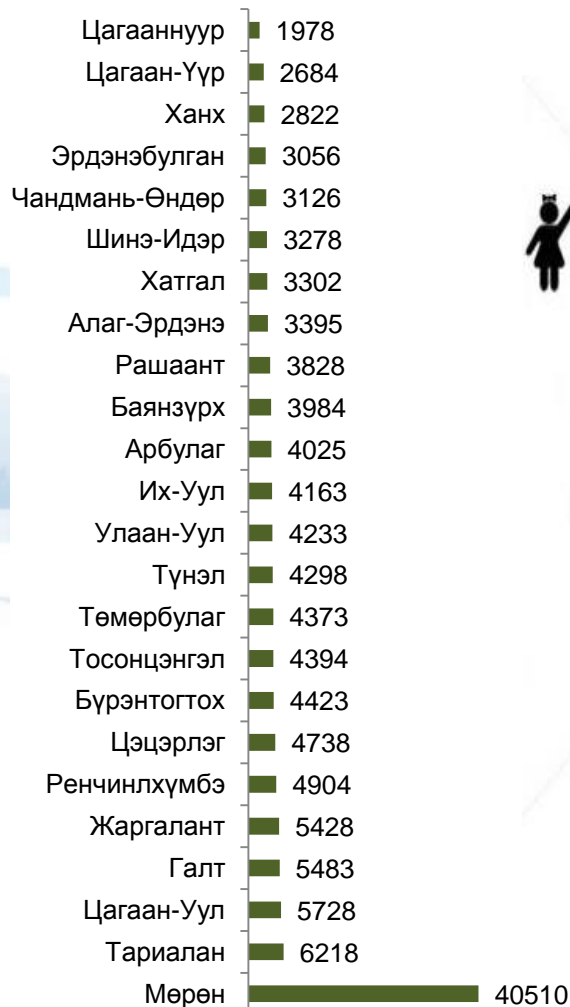 Цагааннуур 1978
Цагаан-Үүр 2684
Ханх 2822
Эрдэнэбулган 3056
Чандмань-Өндөр 3126
Шинэ-Идэр 3278
Хатгал 3302
Алаг-Эрдэнэ 3395
Рашаант 3828
Баянзүрх 3984
Арбулаг 4025
Их-Уул 4163
Улаан-Уул 4233
Түнэл 4298
Төмөрбулаг 4373
Тосонцэнгэл 4394
Бүрэнтогтох 4423
Цэцэрлэг 4738
Ренчинлхүмбэ 4904
Жаргалант 5428
Галт 5483
Цагаан-Уул 5728
Тариалан 6218
Мөрөн 40510